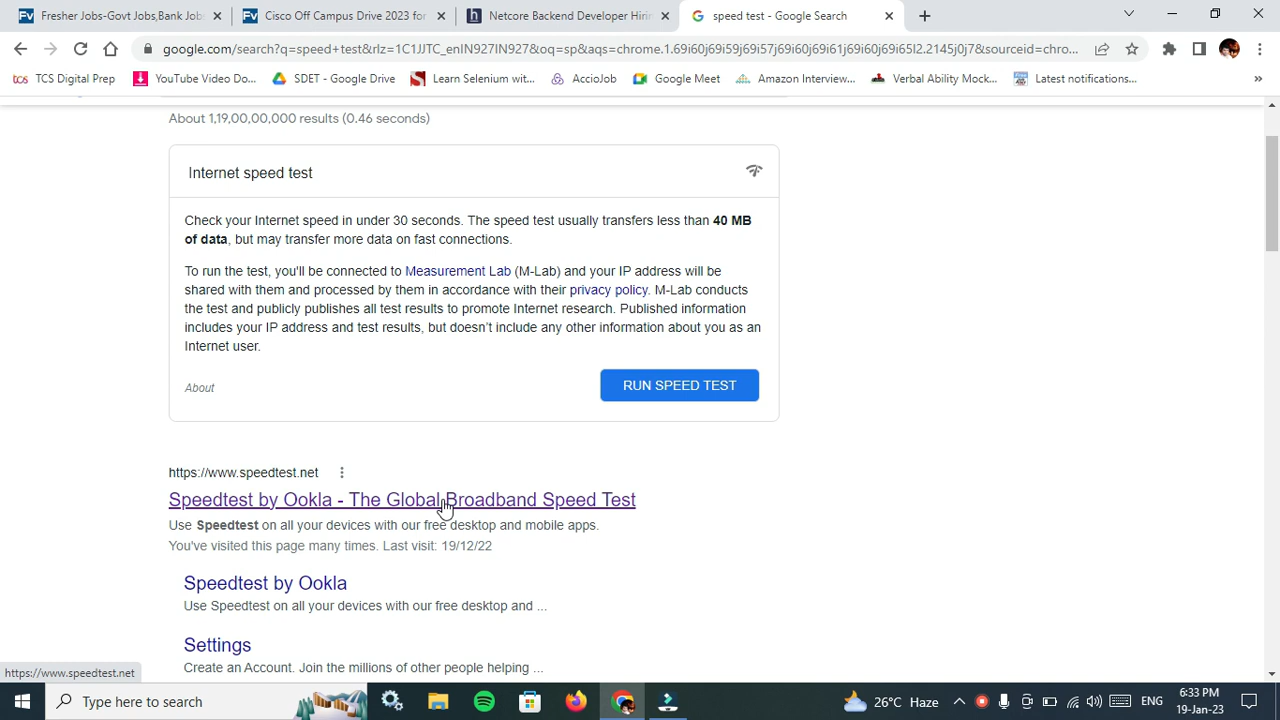 Fresher Jobs-Govt Jobs,Bank Job
Cisco Off Campus Drive 2023 for
Netcore Backend Developer Hirin
speed test - Google Search
google.com/search?q=speed+test&rlz=1C1JJTC_enIN927IN927&oq=sp&aqs=chrome.1.69i60j69i59j69i57j69i60j69i61j69i60j69i65l2.2145j0j7&sourceid=chro...
TCS Digital Prep
YouTube Video Do...
SDET - Google Drive
Learn Selenium wit...
AccioJob
Google Meet
Amazon Interview...
Verbal Ability Mock...
Latest notifications...
»
About 1,19,00,00,000 results (0.46 seconds)
Internet speed test
Check your Internet speed in under 30 seconds. The speed test usually transfers less than 40 MB
of data, but may transfer more data on fast connections.
To run the test, you'll be connected to Measurement Lab (M-Lab) and your IP address will be
shared with them and processed by them in accordance with their privacy policy. M-Lab conducts
the test and publicly publishes all test results to promote Internet research. Published information
includes your IP address and test results, but doesn't include any other information about you as an
Internet user.
About
RUN SPEED TEST
https://www.speedtest.net
Speedtest by Ookla - The Global Broadband Speed Test
Use Speedtest on all your devices with our free desktop and mobile apps.
You've visited this page many times. Last visit: 19/12/22
Speedtest by Ookla
Use Speedtest on all your devices with our free desktop and ...
Settings
Create an Account. Join the millions of other people helping ...
https://www.speedtest.net
Type here to search
26°C Haze
ENG
6:33 PM
19-Jan-23